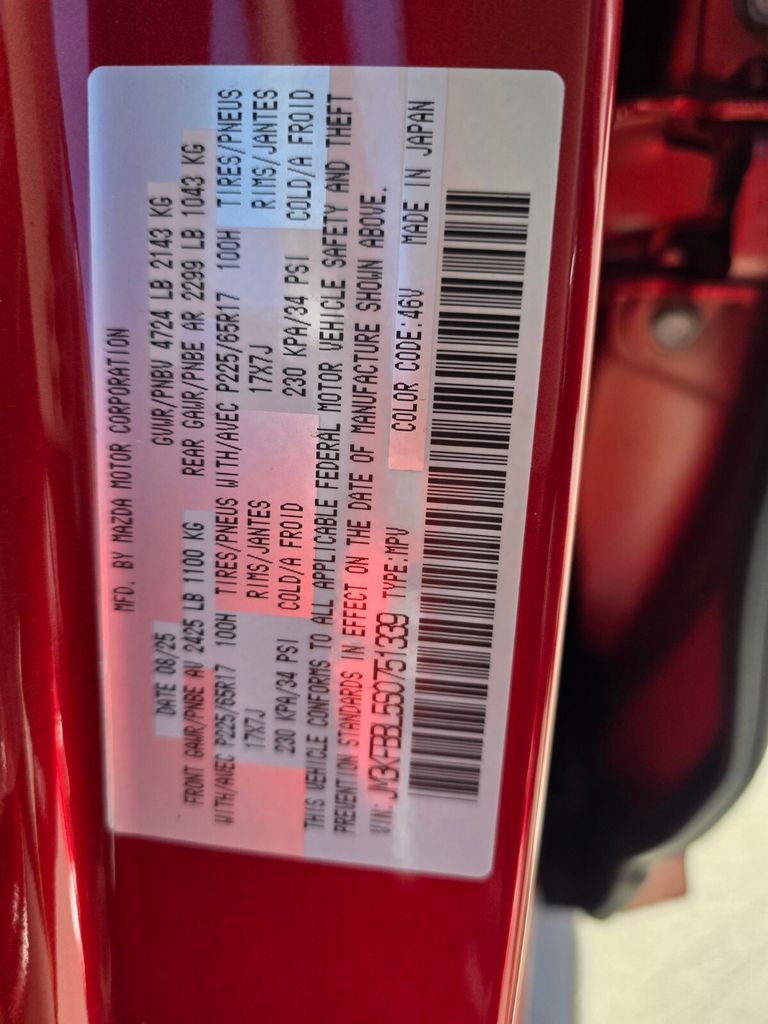 MFD. BY MAZDA MOTOR CORPORATION
DATE 08/25 GVWR/PNBV 4724 LB 2143 KG
FRONT GAWR/PNBE AV 2425 LB 1100 KG REAR GAWR/PNBE AR 2299 LB 1043 KG
WITH/AVEC P225/65R17 100H TIRES/PNEUS WITH/AVEC P225/65R17 100H TIRES/PNEUS
17X7J RIMS/JANTES 17X7J RIMS/JANTES
230 KPA/34 PSI COLD/A FROID 230 KPA/34 PSI COLD/A FROID
THIS VEHICLE CONFORMS TO ALL APPLICABLE FEDERAL MOTOR VEHICLE SAFETY AND THEFT
PREVENTION STANDARDS IN EFFECT ON THE DATE OF MANUFACTURE SHOWN ABOVE.
VIN: JM3KFBBL5S0751339 TYPE:MPV COLOR CODE:46V MADE IN JAPAN